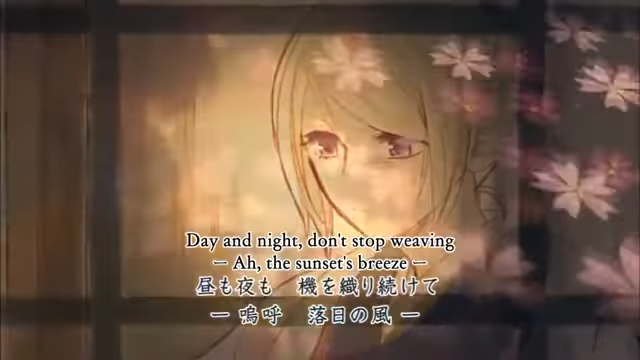 Day and night, don't stop weaving
— Ah, the sunset's breeze —
昼も夜も　機を織り続けて
— 嗚呼　落日の風 —